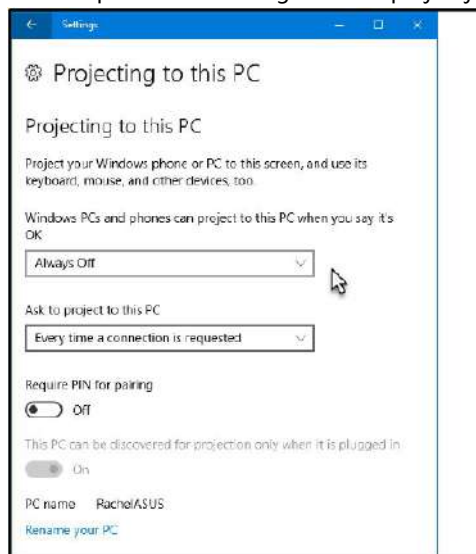 Settings
Projecting to this PC
Projecting to this PC
Project your Windows phone or PC to this screen, and use its
keyboard, mouse, and other devices, too.
Windows PCs and phones can project to this PC when you say it's
OK
Always Off
Ask to project to this PC
Every time a connection is requested
Require PIN for pairing
Off
This PC can be discovered for projection only when it is plugged in
On
PC name RachelASUS
Rename your PC